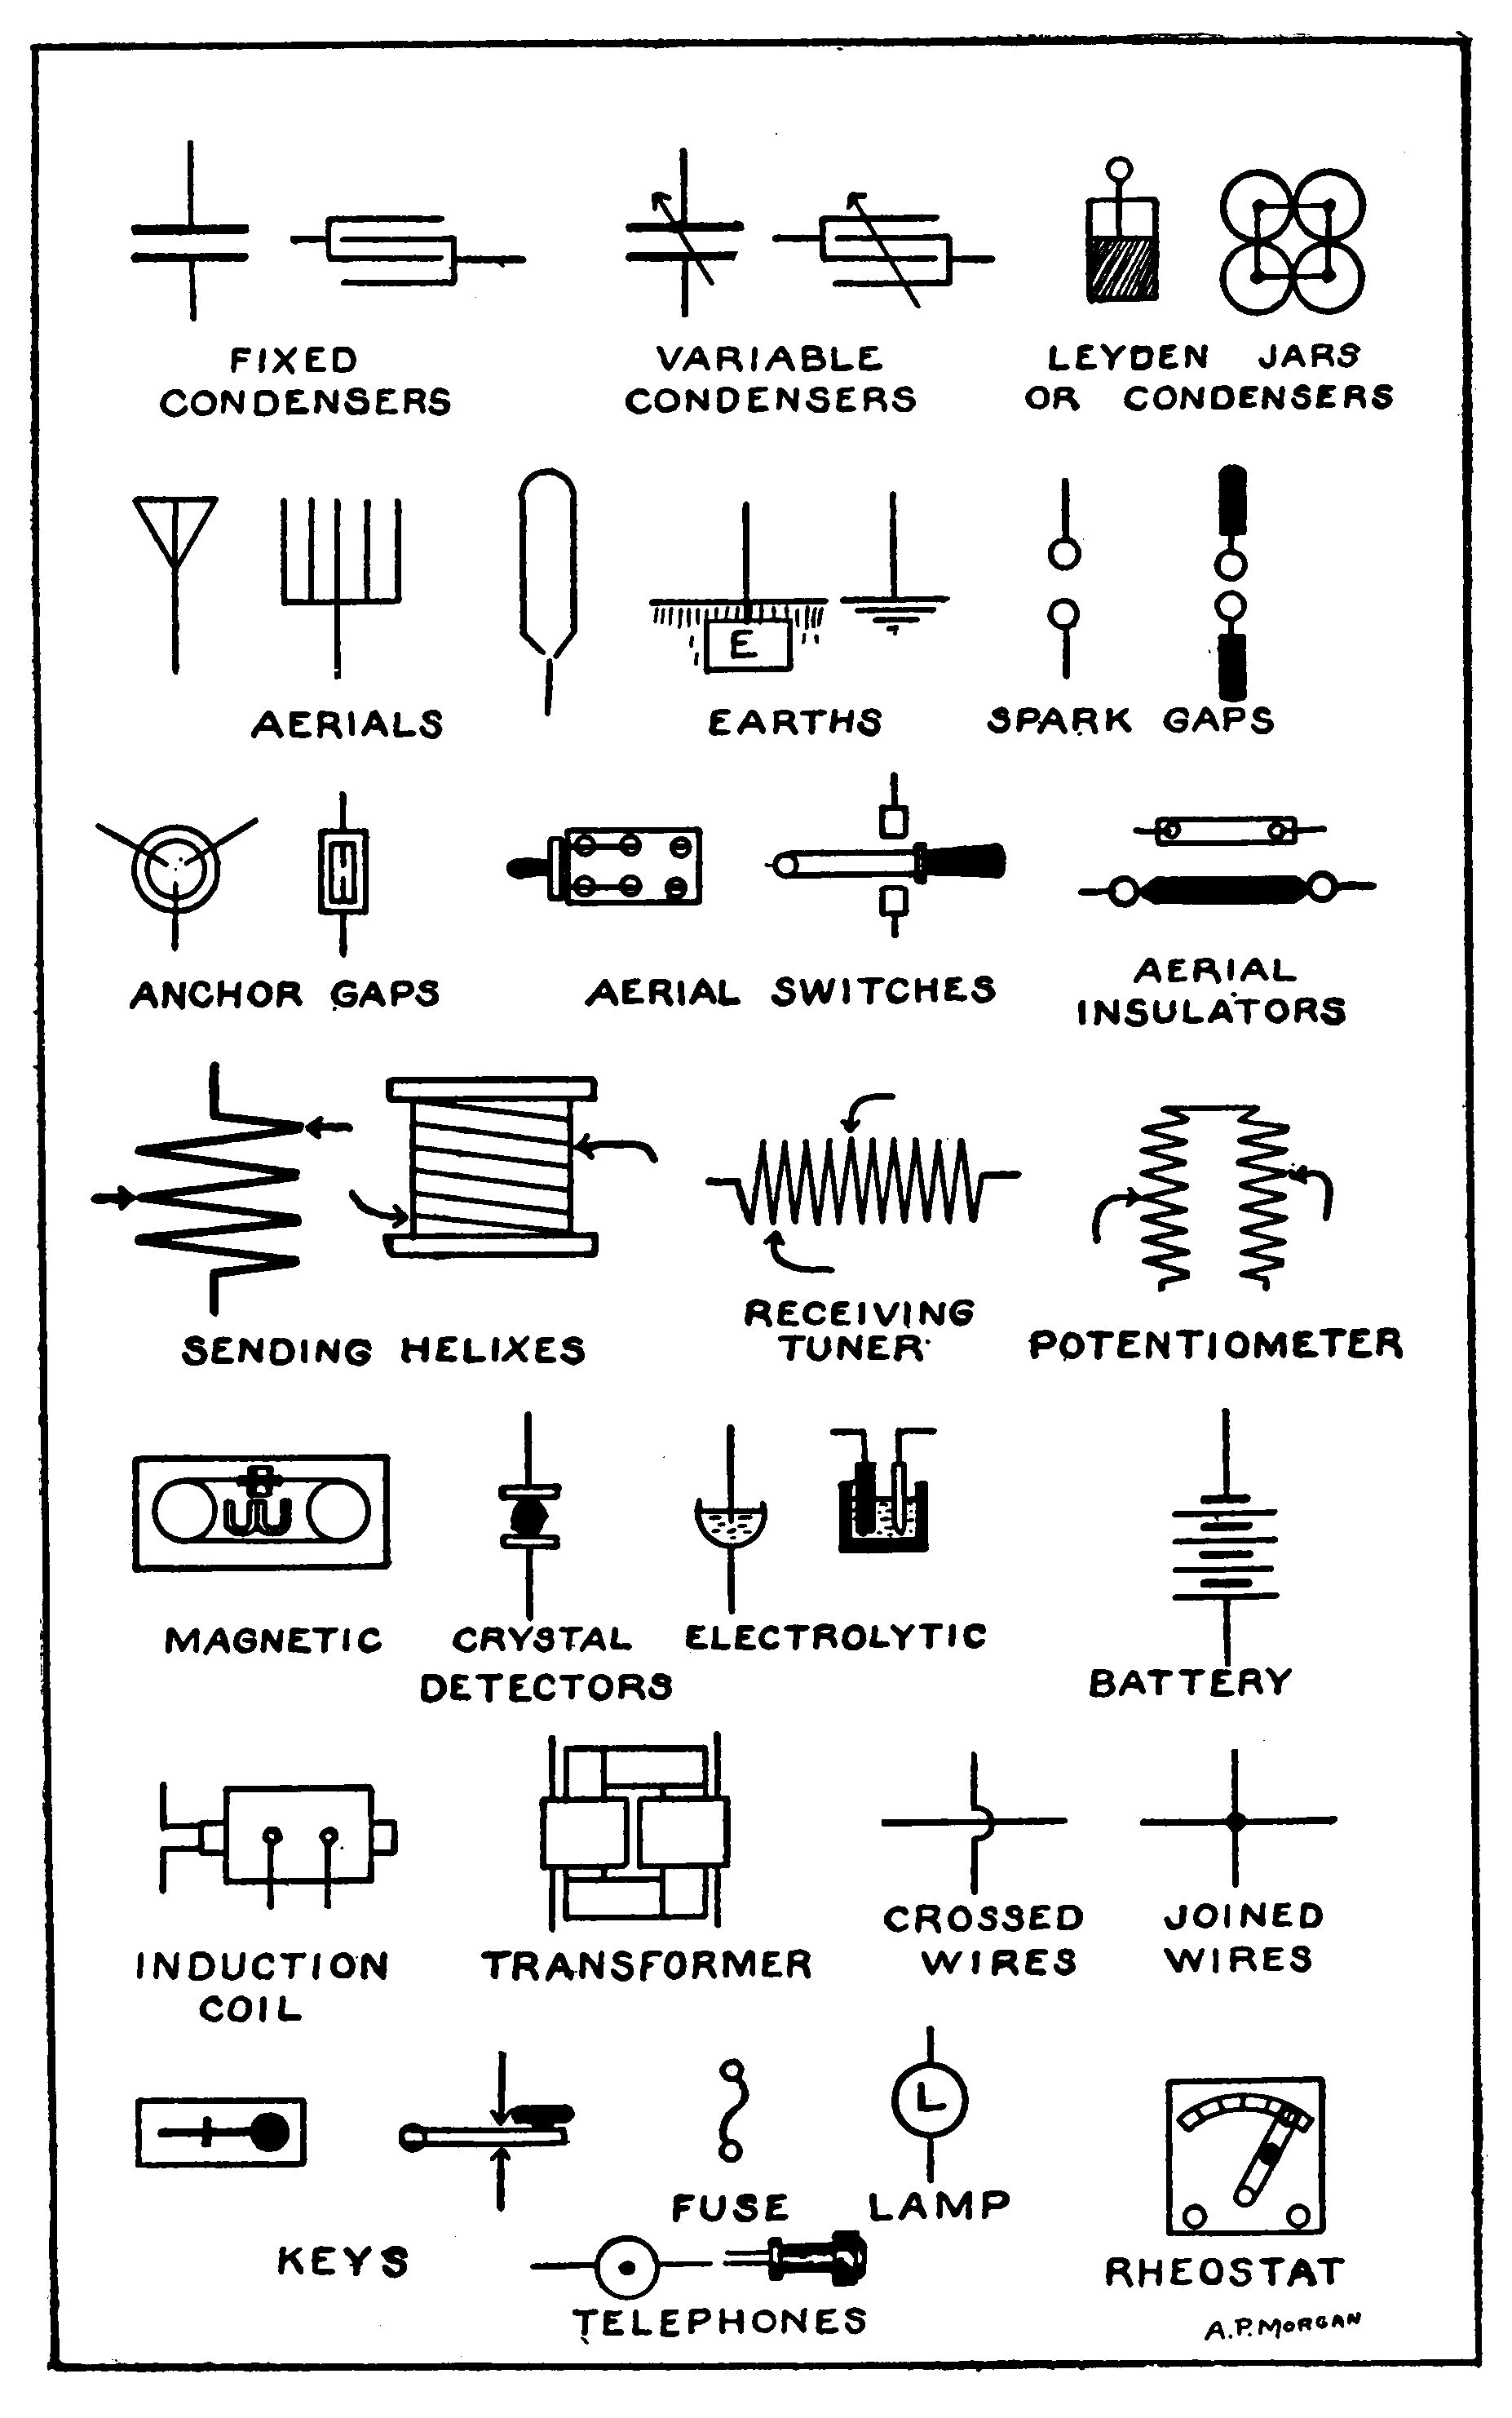 FIXED
CONDENSERS
VARIABLE
CONDENSERS
LEYDEN JARS
OR CONDENSERS
E
AERIALS
EARTHS
SPARK GAPS
ANCHOR GAPS
AERIAL SWITCHES
AERIAL
INSULATORS
SENDING HELIXES
RECEIVING
TUNER
POTENTIOMETER
MAGNETIC CRYSTAL ELECTROLYTIC
DETECTORS
BATTERY
INDUCTION
COIL
TRANSFORMER
CROSSED
WIRES
JOINED
WIRES
L
KEYS
FUSE
LAMP
TELEPHONES
RHEOSTAT
A.P. MORGAN